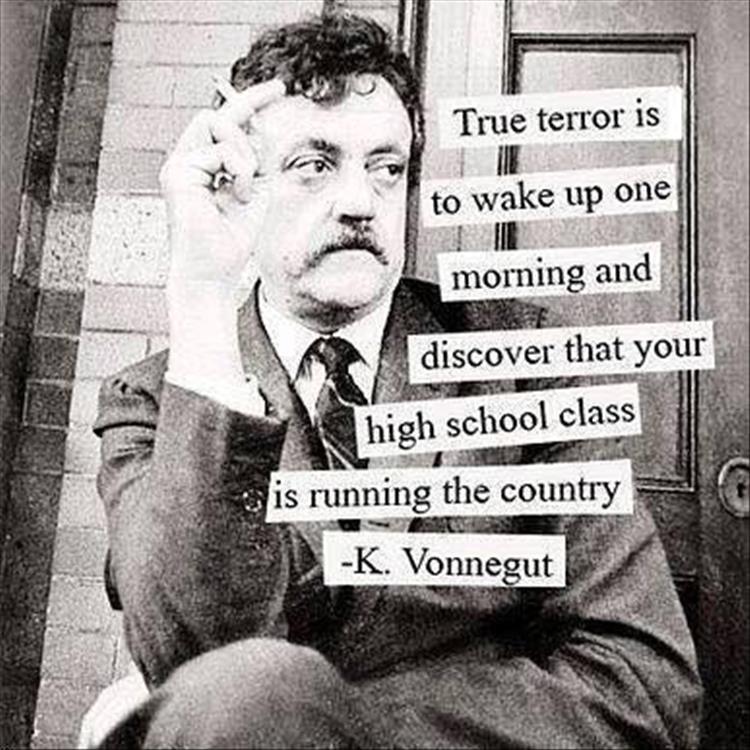 True terror is
to wake up one
morning and
discover that your
high school class
is running the country
-K. Vonnegut